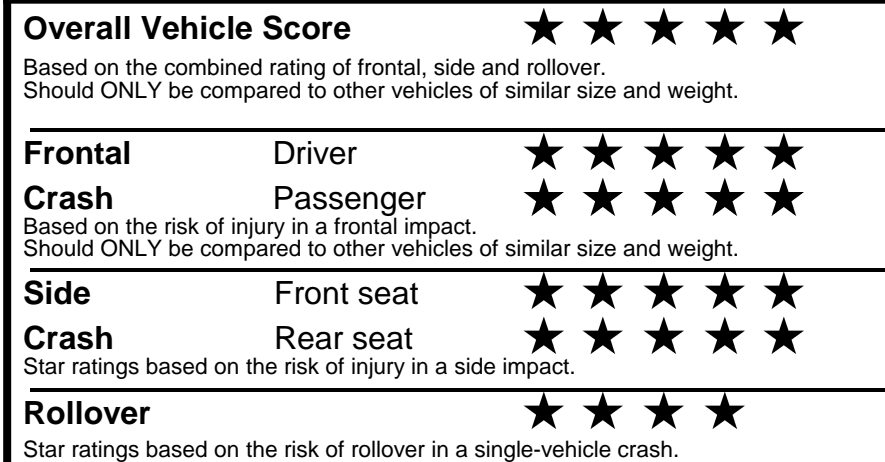 Overall Vehicle Score ★ ★ ★ ★ ★
Based on the combined rating of frontal, side and rollover.
Should ONLY be compared to other vehicles of similar size and weight.
Frontal Driver ★ ★ ★ ★ ★
Crash Passenger ★ ★ ★ ★ ★
Based on the risk of injury in a frontal impact.
Should ONLY be compared to other vehicles of similar size and weight.
Side Front seat ★ ★ ★ ★ ★
Crash Rear seat ★ ★ ★ ★ ★
Star ratings based on the risk of injury in a side impact.
Rollover ★ ★ ★ ★
Star ratings based on the risk of rollover in a single-vehicle crash.